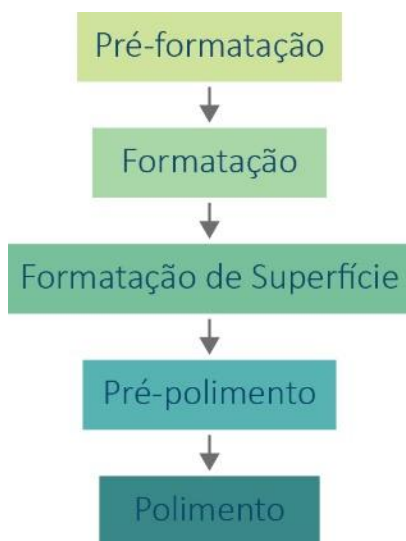 Pré-formatação
Formatação
Formatação de Superfície
Pré-polimento
Polimento